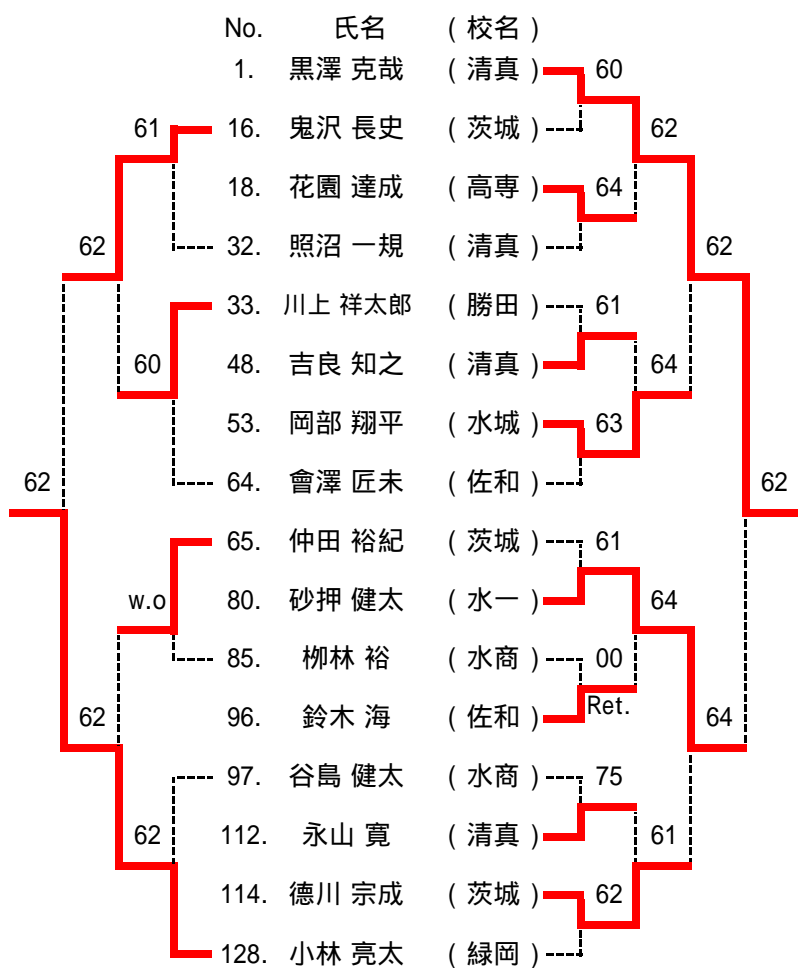 No. 氏名 (校名)
1. 黒澤 克哉 (清真) 60
61 16. 鬼沢 長史 (茨城) 62
18. 花園 達成 (高専) 64
62 32. 照沼 一規 (清真) 62
33. 川上 祥太郎 (勝田) 61
60 48. 吉良 知之 (清真) 64
53. 岡部 翔平 (水城) 63
62 64. 會澤 匠未 (佐和) 62
65. 仲田 裕紀 (茨城) 61
w.o 80. 砂押 健太 (水一) 64
85. 栁林 裕 (水商) 00
62 96. 鈴木 海 (佐和) Ret. 64
97. 谷島 健太 (水商) 75
62 112. 永山 寛 (清真) 61
114. 德川 宗成 (茨城) 62
128. 小林 亮太 (緑岡)